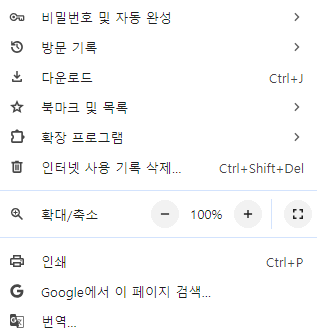 비밀번호 및 자동 완성
방문 기록
다운로드 Ctrl+J
북마크 및 목록
확장 프로그램
인터넷 사용 기록 삭제... Ctrl+Shift+Del
확대/축소 − 100% +
인쇄 Ctrl+P
Google에서 이 페이지 검색...
번역...